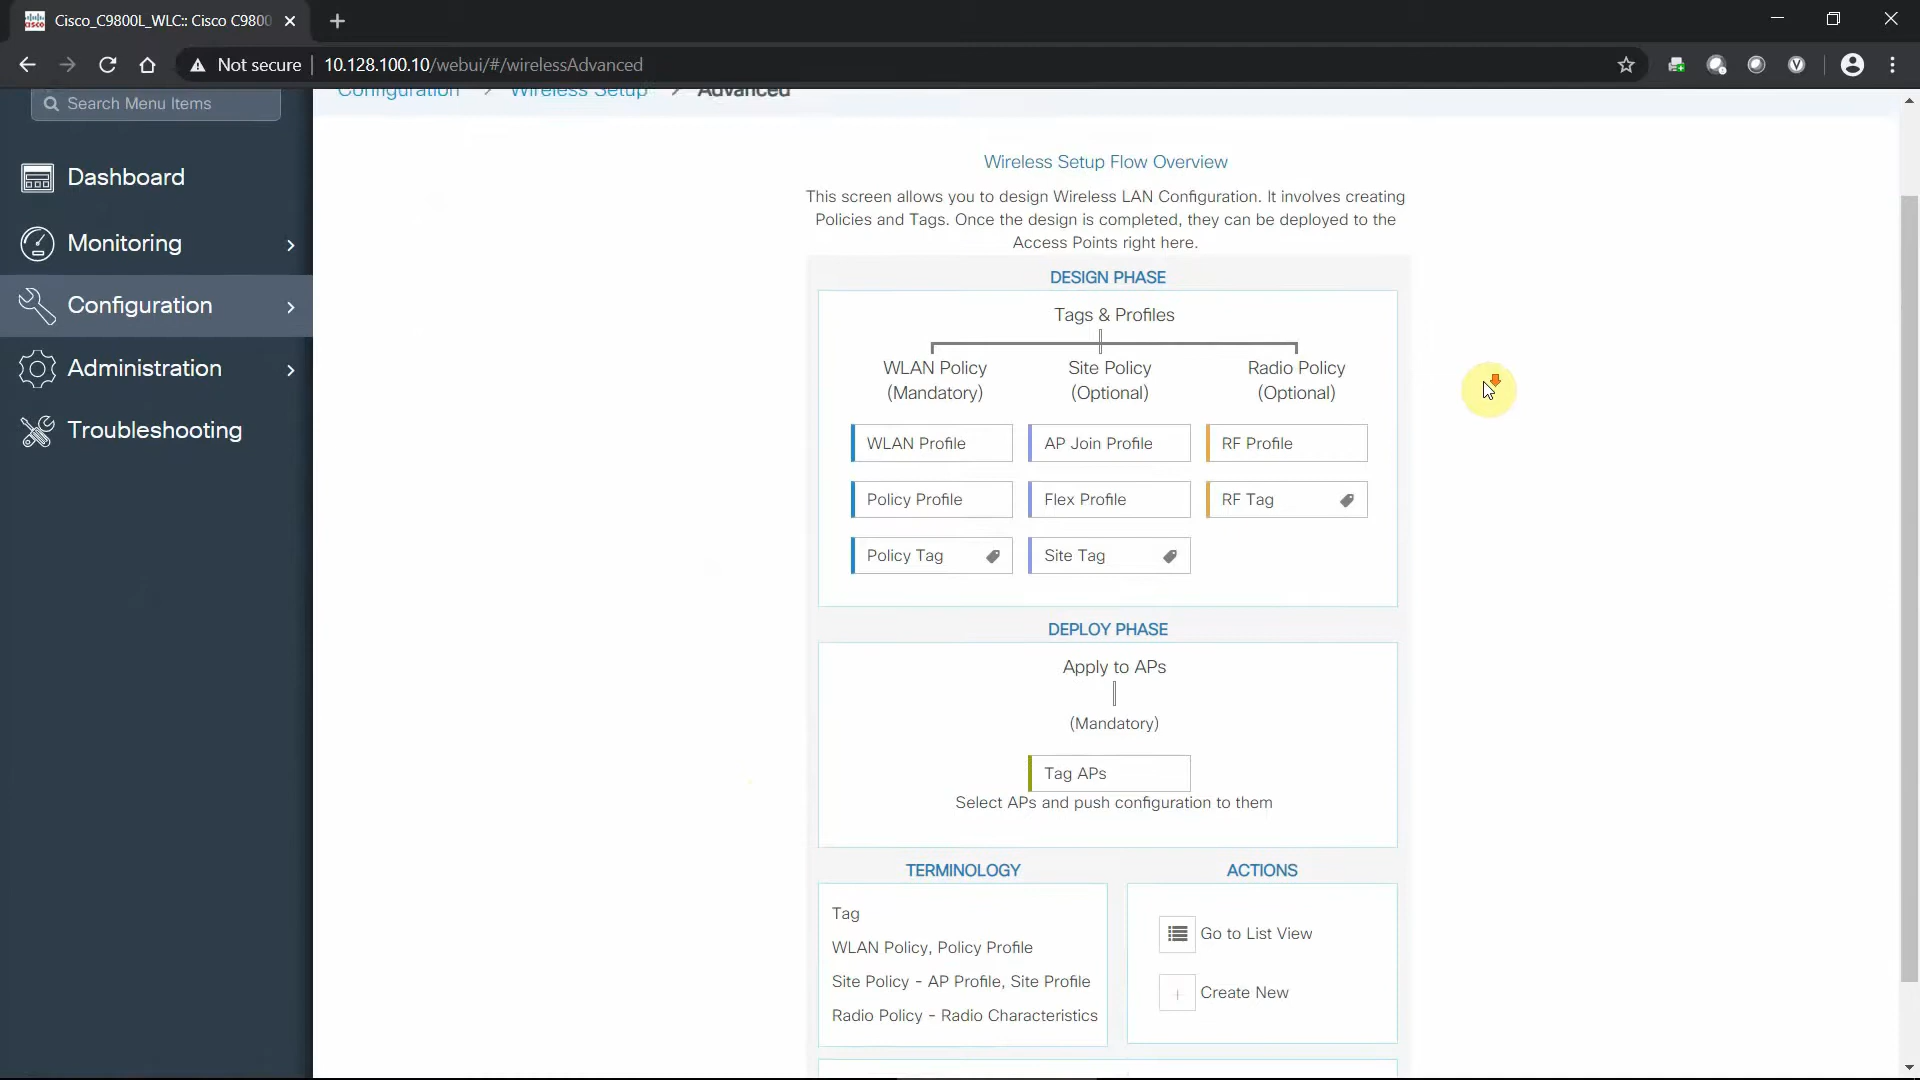 Cisco_C9800L_WLC:: Cisco C9800
Not secure
10.128.100.10/webui/#/wirelessAdvanced
Search Menu Items
Configuration > Wireless Setup > Advanced
Dashboard
Monitoring
Configuration
Administration
Troubleshooting
Wireless Setup Flow Overview
This screen allows you to design Wireless LAN Configuration. It involves creating
Policies and Tags. Once the design is completed, they can be deployed to the
Access Points right here.
DESIGN PHASE
Tags & Profiles
WLAN Policy
(Mandatory)
Site Policy
(Optional)
Radio Policy
(Optional)
WLAN Profile
AP Join Profile
RF Profile
Policy Profile
Flex Profile
RF Tag
Policy Tag
Site Tag
DEPLOY PHASE
Apply to APs
(Mandatory)
Tag APs
Select APs and push configuration to them
TERMINOLOGY
Tag
WLAN Policy, Policy Profile
Site Policy - AP Profile, Site Profile
Radio Policy - Radio Characteristics
ACTIONS
Go to List View
Create New